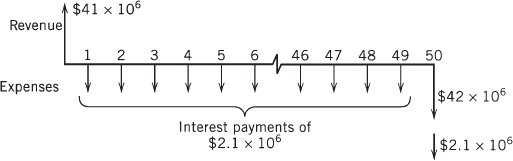 $41 × 10⁶
Revenue
1 2 3 4 5 6 46 47 48 49 50
Expenses
$42 × 10⁶
Interest payments of
$2.1 × 10⁶
$2.1 × 10⁶